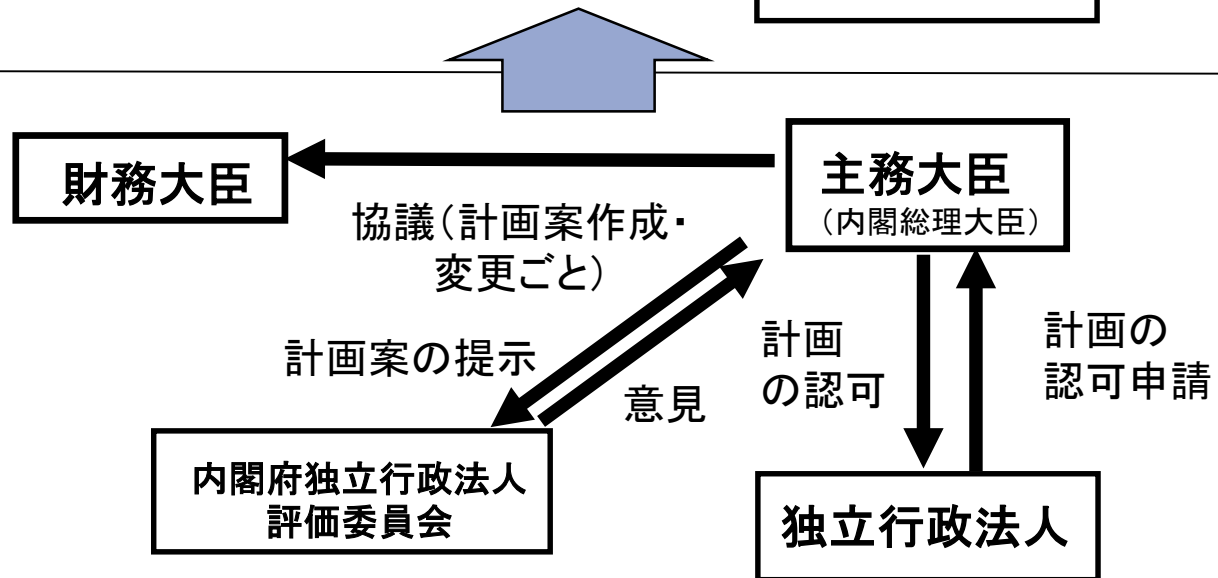 財務大臣
主務大臣
(内閣総理大臣)
協議(計画案作成・
変更ごと)
計画案の提示
意見
計画
の認可
計画の
認可申請
内閣府独立行政法人
評価委員会
独立行政法人